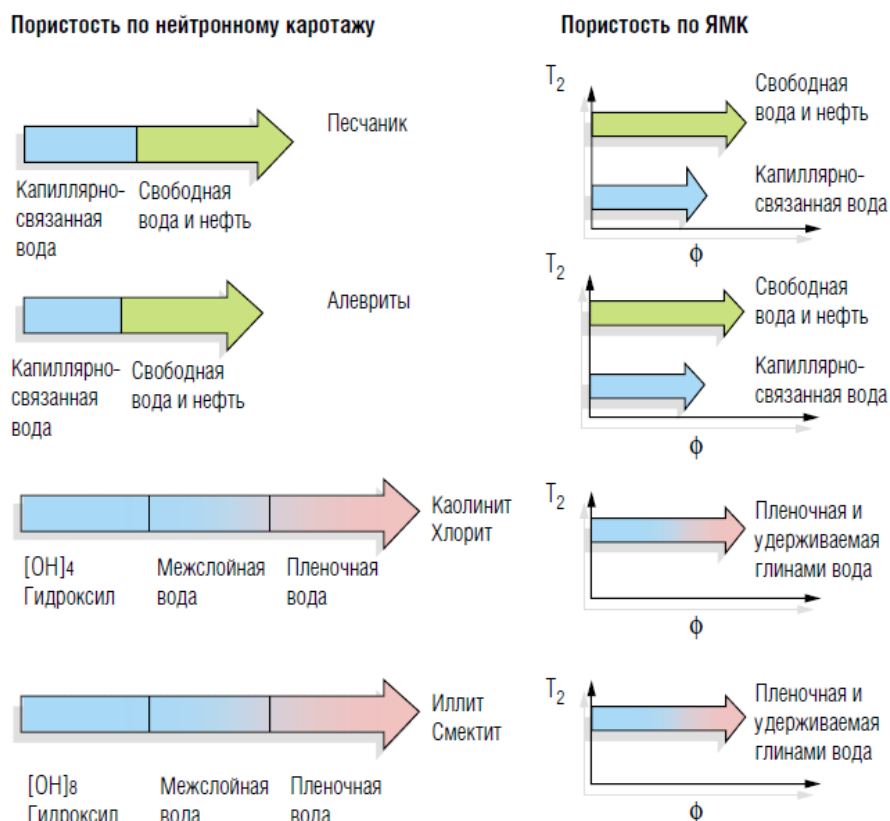 Пористость по нейтронному каротажу
Пористость по ЯМК
Песчаник
Капиллярно-
связанная
вода
Свободная
вода и нефть
T2
Свободная
вода и нефть
Капиллярно-
связанная вода
ф
Алевриты
Капиллярно-
связанная
вода
Свободная
вода и нефть
T2
Свободная
вода и нефть
Капиллярно-
связанная вода
ф
Каолинит
Хлорит
[OH]4
Гидроксил
Межслойная
вода
Пленочная
вода
T2
Пленочная и
удерживаемая
глинами вода
ф
Иллит
Смектит
[OH]8
Гидроксил
Межслойная
вода
Пленочная
вода
T2
Пленочная и
удерживаемая
глинами вода
ф